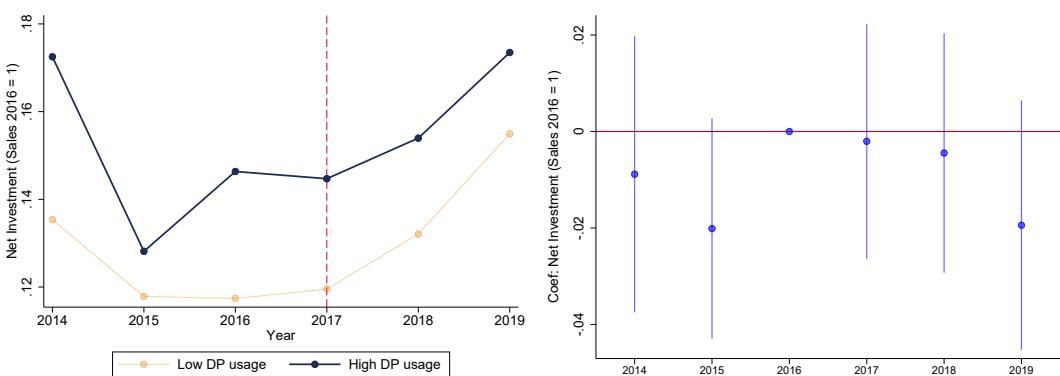 Net Investment (Sales 2016 = 1)
.18
.16
.14
.12
2014 2015 2016 2017 2018 2019
Year
Low DP usage High DP usage
Coef: Net Investment (Sales 2016 = 1)
.02
0
-.02
-.04
2014 2015 2016 2017 2018 2019